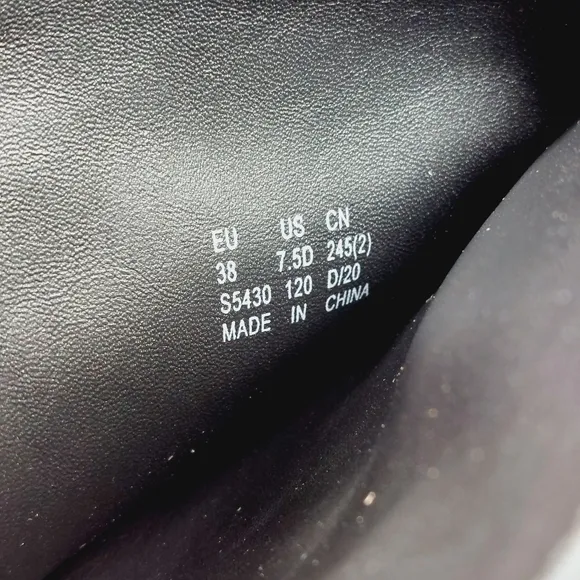 EU US CN
38 7.5D 245(2)
S5430 120 D/20
MADE IN CHINA